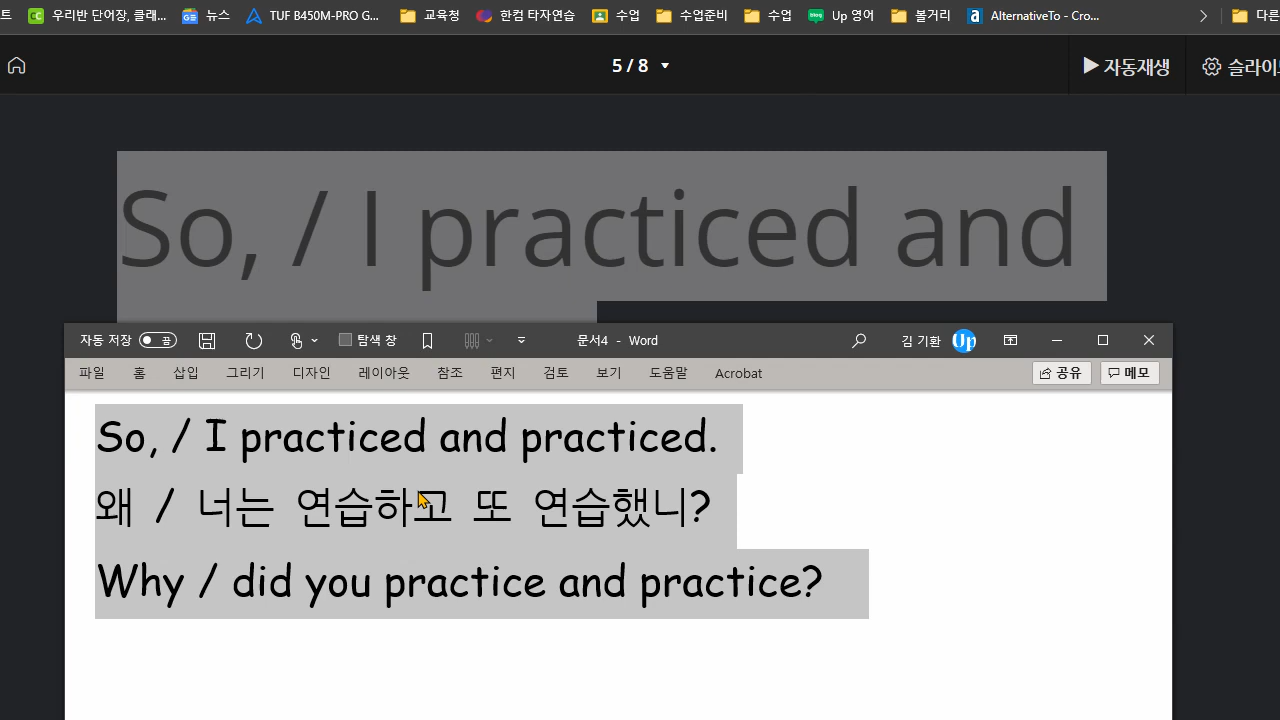 트 우리반 단어장, 클래... 뉴스 TUF B450M-PRO G... 교육청 한컴 타자연습 수업 수업준비 수업 Up 영어 볼거리 AlternativeTo - Cro... 다른
5 / 8 자동재생 슬라이드
So, / I practiced and
자동 저장 끔 탐색 창 문서4 - Word 김 기환 Up
파일 홈 삽입 그리기 디자인 레이아웃 참조 편지 검토 보기 도움말 Acrobat 공유 메모
So, / I practiced and practiced.
왜 / 너는 연습하고 또 연습했니?
Why / did you practice and practice?